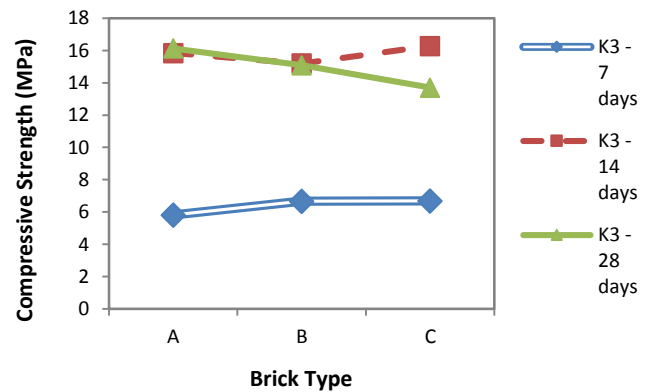 Compressive Strength (MPa)
18
16
14
12
10
8
6
4
2
0
A
B
C
Brick Type
K3 -
7
days
K3 -
14
days
K3 -
28
days